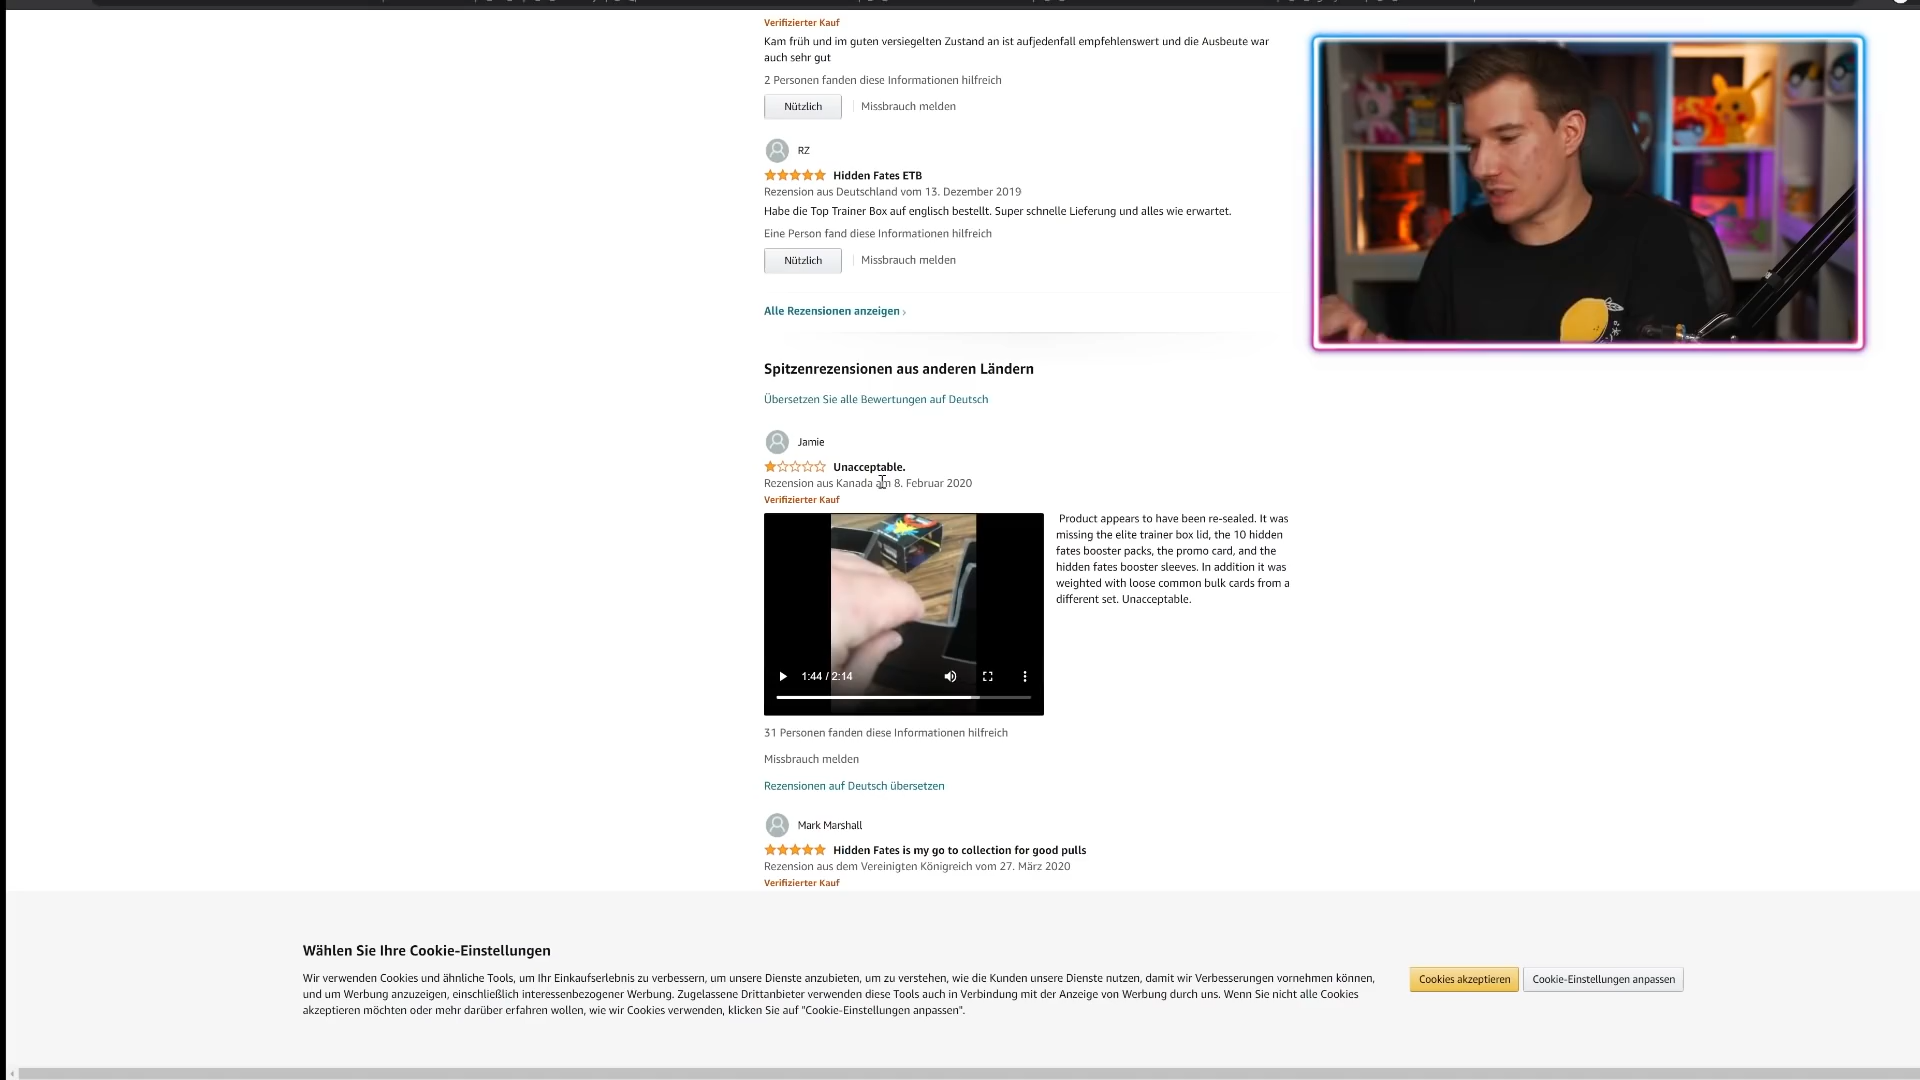 Verifizierter Kauf
Kam früh und im guten versiegelten Zustand an ist aufjedenfall empfehlenswert und die Ausbeute war
auch sehr gut
2 Personen fanden diese Informationen hilfreich
Nützlich
Missbrauch melden
RZ
Hidden Fates ETB
Rezension aus Deutschland vom 13. Dezember 2019
Habe die Top Trainer Box auf englisch bestellt. Super schnelle Lieferung und alles wie erwartet.
Eine Person fand diese Informationen hilfreich
Nützlich
Missbrauch melden
Alle Rezensionen anzeigen ›
Spitzenrezensionen aus anderen Ländern
Übersetzen Sie alle Bewertungen auf Deutsch
Jamie
Unacceptable.
Rezension aus Kanada am 8. Februar 2020
Verifizierter Kauf
Product appears to have been re-sealed. It was
missing the elite trainer box lid, the 10 hidden
fates booster packs, the promo card, and the
hidden fates booster sleeves. In addition it was
weighted with loose common bulk cards from a
different set. Unacceptable.
1:44 / 2:14
31 Personen fanden diese Informationen hilfreich
Missbrauch melden
Rezensionen auf Deutsch übersetzen
Mark Marshall
Hidden Fates is my go to collection for good pulls
Rezension aus dem Vereinigten Königreich vom 27. März 2020
Verifizierter Kauf
Wählen Sie Ihre Cookie-Einstellungen
Wir verwenden Cookies und ähnliche Tools, um Ihr Einkaufserlebnis zu verbessern, um unsere Dienste anzubieten, um zu verstehen, wie die Kunden unsere Dienste nutzen, damit wir Verbesserungen vornehmen können,
und um Werbung anzuzeigen, einschließlich interessenbezogener Werbung. Zugelassene Drittanbieter verwenden diese Tools auch in Verbindung mit der Anzeige von Werbung durch uns. Wenn Sie nicht alle Cookies
akzeptieren möchten oder mehr darüber erfahren wollen, wie wir Cookies verwenden, klicken Sie auf "Cookie-Einstellungen anpassen".
Cookies akzeptieren
Cookie-Einstellungen anpassen